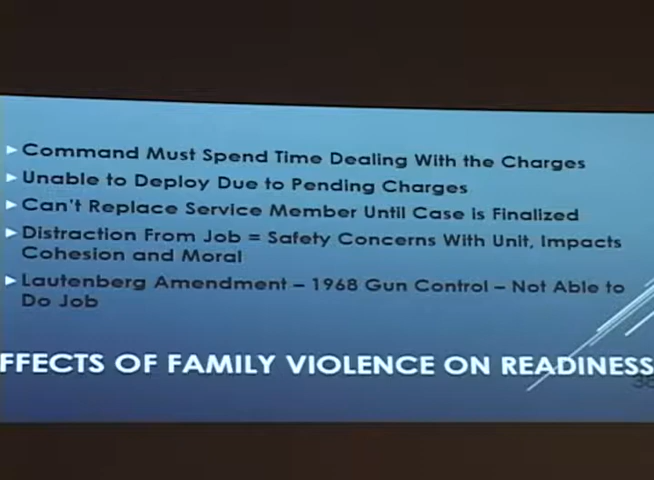 Command Must Spend Time Dealing With the Charges
Unable to Deploy Due to Pending Charges
Can't Replace Service Member Until Case is Finalized
Distraction From Job = Safety Concerns With Unit, Impacts
Cohesion and Moral
Lautenberg Amendment – 1968 Gun Control – Not Able to
Do Job
FFECTS OF FAMILY VIOLENCE ON READINESS